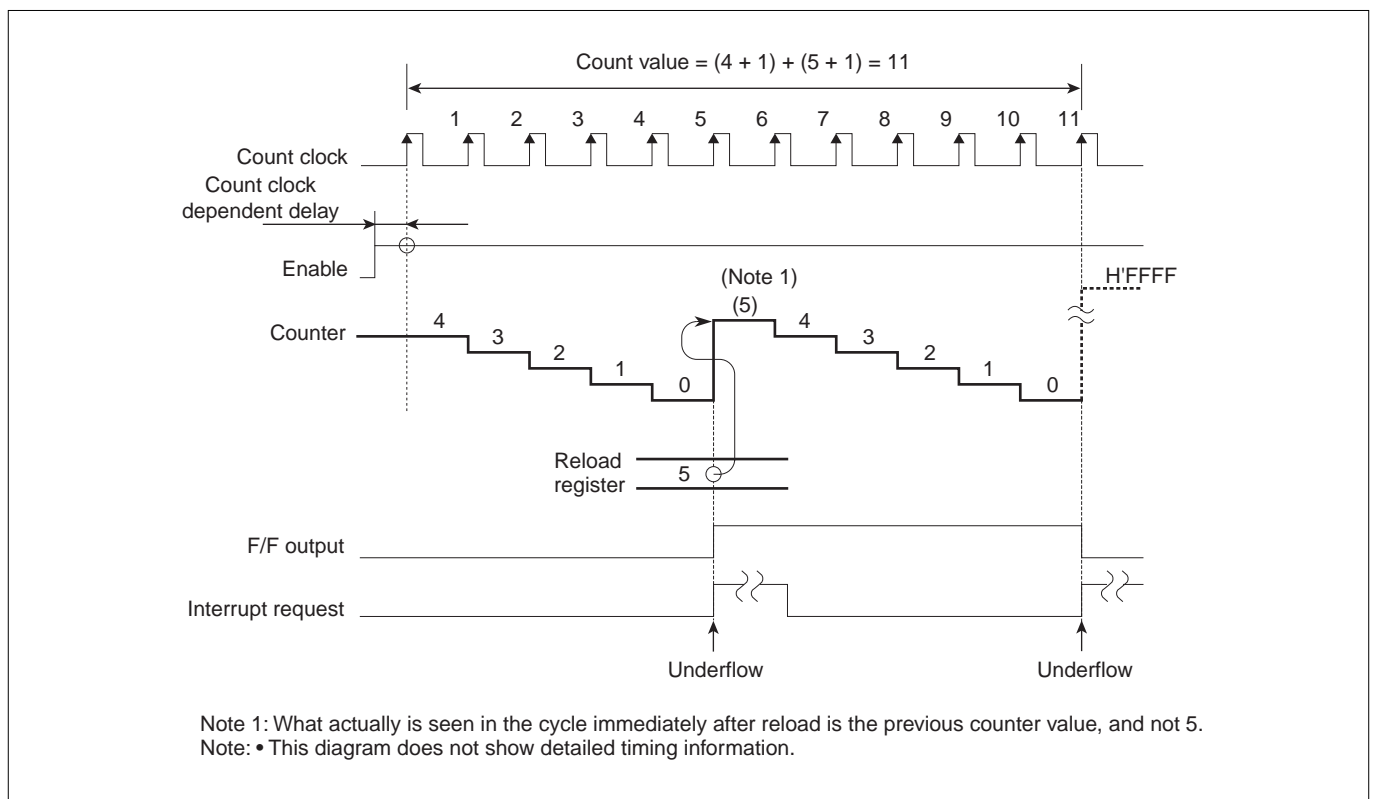 Count value = (4 + 1) + (5 + 1) = 11
1 2 3 4 5 6 7 8 9 10 11
Count clock
Count clock
dependent delay
Enable
H'FFFF
(Note 1)
(5)
Counter
4 3 2 1 0 4 3 2 1 0
Reload
register
5
F/F output
Interrupt request
Underflow Underflow
Note 1: What actually is seen in the cycle immediately after reload is the previous counter value, and not 5.
Note: • This diagram does not show detailed timing information.